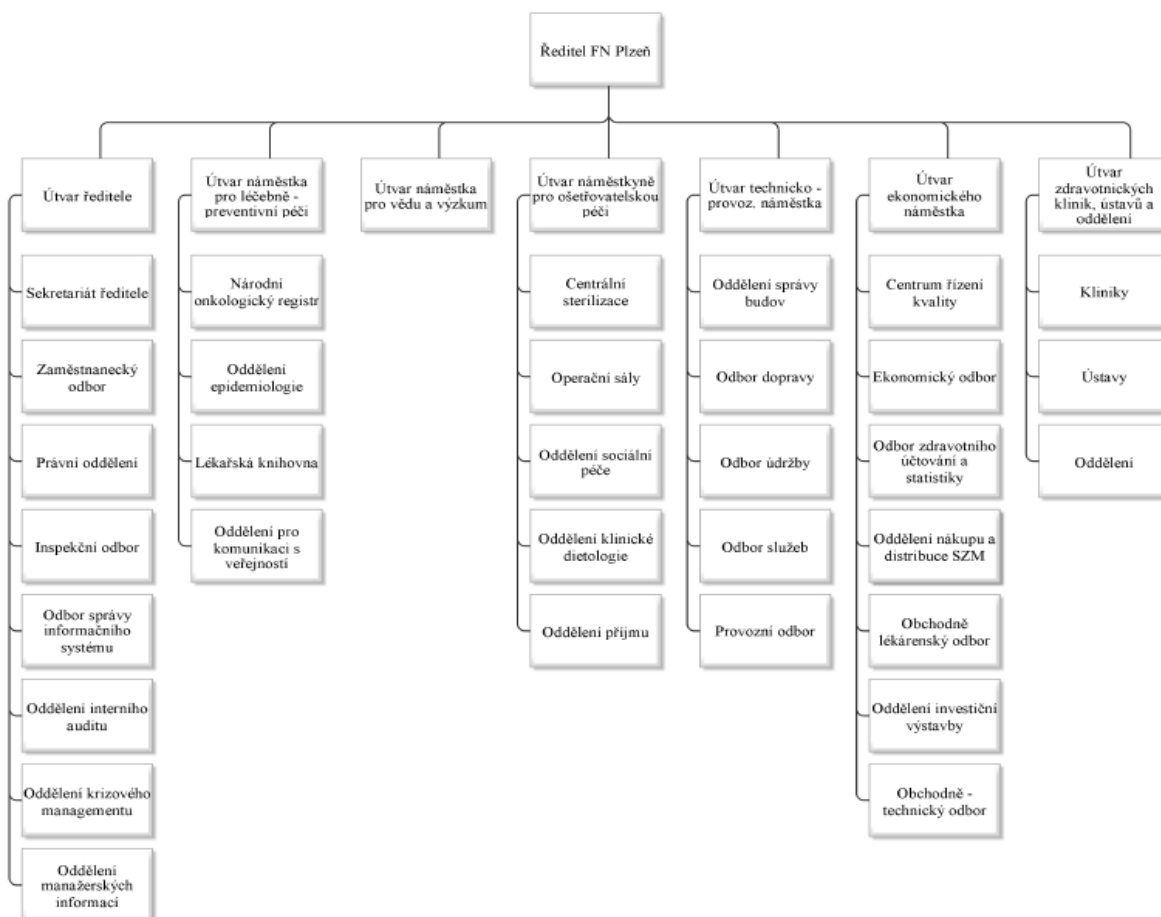 Ředitel FN Plzeň
Útvar ředitele
Sekretariát ředitele
Zaměstnanecký
odbor
Právní oddělení
Inspekční odbor
Odbor správy
informačního
systému
Oddělení interního
auditu
Oddělení krizového
managementu
Oddělení
manažerských
informací
Útvar náměstka
pro léčebně -
preventivní péči
Národní
onkologický registr
Oddělení
epidemiologie
Lékařská knihovna
Oddělení pro
komunikaci s
veřejností
Útvar náměstka
pro vědu a výzkum
Útvar náměstkyně
pro ošetřovatelskou
péči
Centrální
sterilizace
Operační sály
Oddělení sociální
péče
Oddělení klinické
dietologie
Oddělení příjmu
Útvar technicko -
provoz. náměstka
Oddělení správy
budov
Odbor dopravy
Odbor údržby
Odbor služeb
Provozní odbor
Útvar
ekonomického
náměstka
Centrum řízení
kvality
Ekonomický odbor
Odbor zdravotního
účtování a
statistiky
Oddělení nákupu a
distribuce SZM
Obchodně
lékárenský odbor
Oddělení investiční
výstavby
Obchodně -
technický odbor
Útvar
zdravotnických
klinik, ústavů a
oddělení
Kliniky
Ústavy
Oddělení